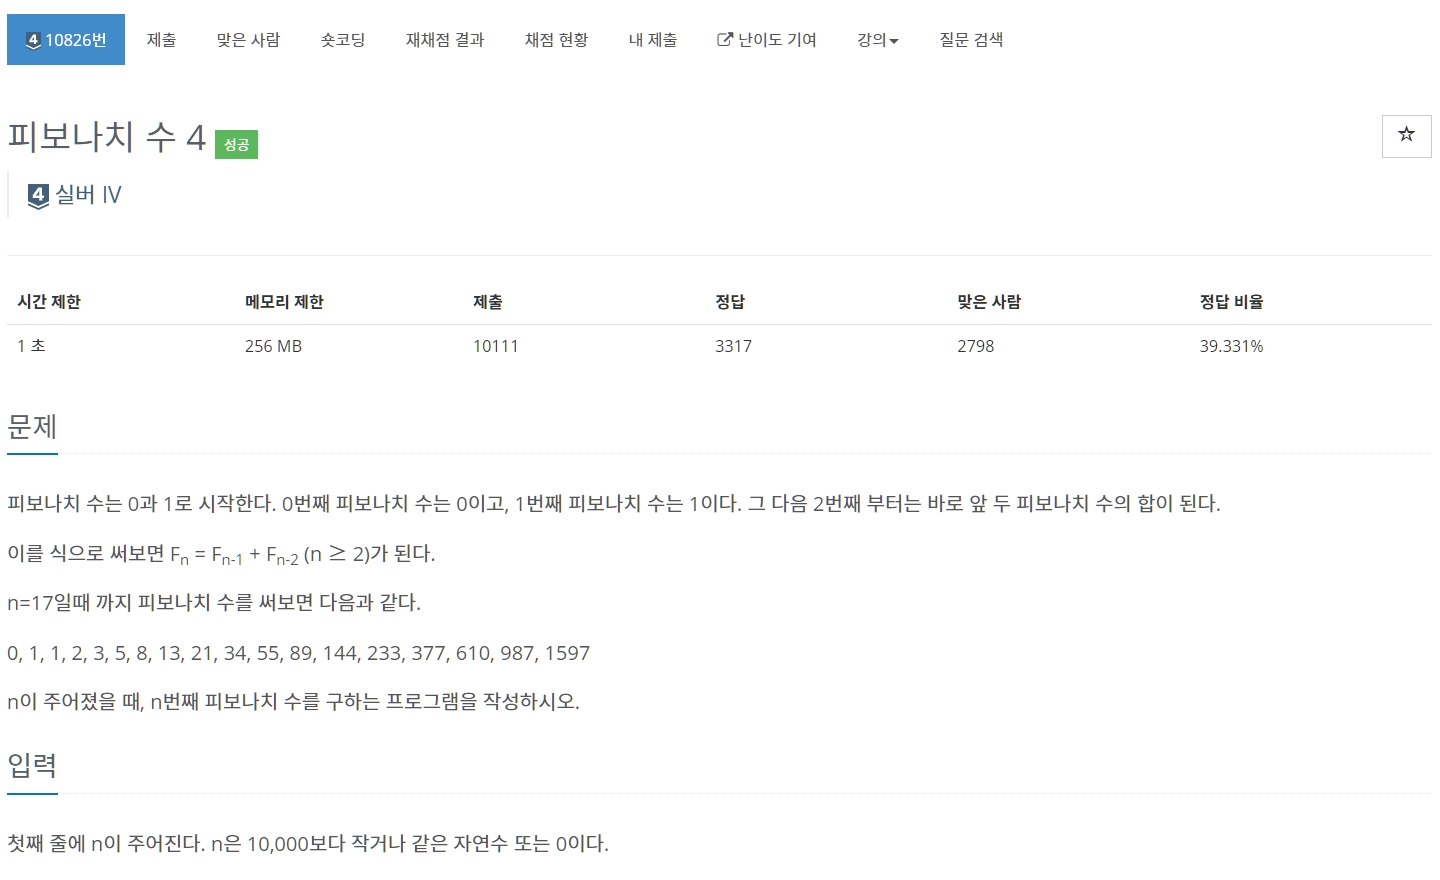 4 10826번 제출 맞은 사람 숏코딩 재채점 결과 채점 현황 내 제출 난이도 기여 강의 질문 검색
피보나치 수 4 성공
4 실버 IV
시간 제한 메모리 제한 제출 정답 맞은 사람 정답 비율
1 초 256 MB 10111 3317 2798 39.331%
문제
피보나치 수는 0과 1로 시작한다. 0번째 피보나치 수는 0이고, 1번째 피보나치 수는 1이다. 그 다음 2번째 부터는 바로 앞 두 피보나치 수의 합이 된다.
이를 식으로 써보면 Fn = Fn-1 + Fn-2 (n ≥ 2)가 된다.
n=17일때 까지 피보나치 수를 써보면 다음과 같다.
0, 1, 1, 2, 3, 5, 8, 13, 21, 34, 55, 89, 144, 233, 377, 610, 987, 1597
n이 주어졌을 때, n번째 피보나치 수를 구하는 프로그램을 작성하시오.
입력
첫째 줄에 n이 주어진다. n은 10,000보다 작거나 같은 자연수 또는 0이다.